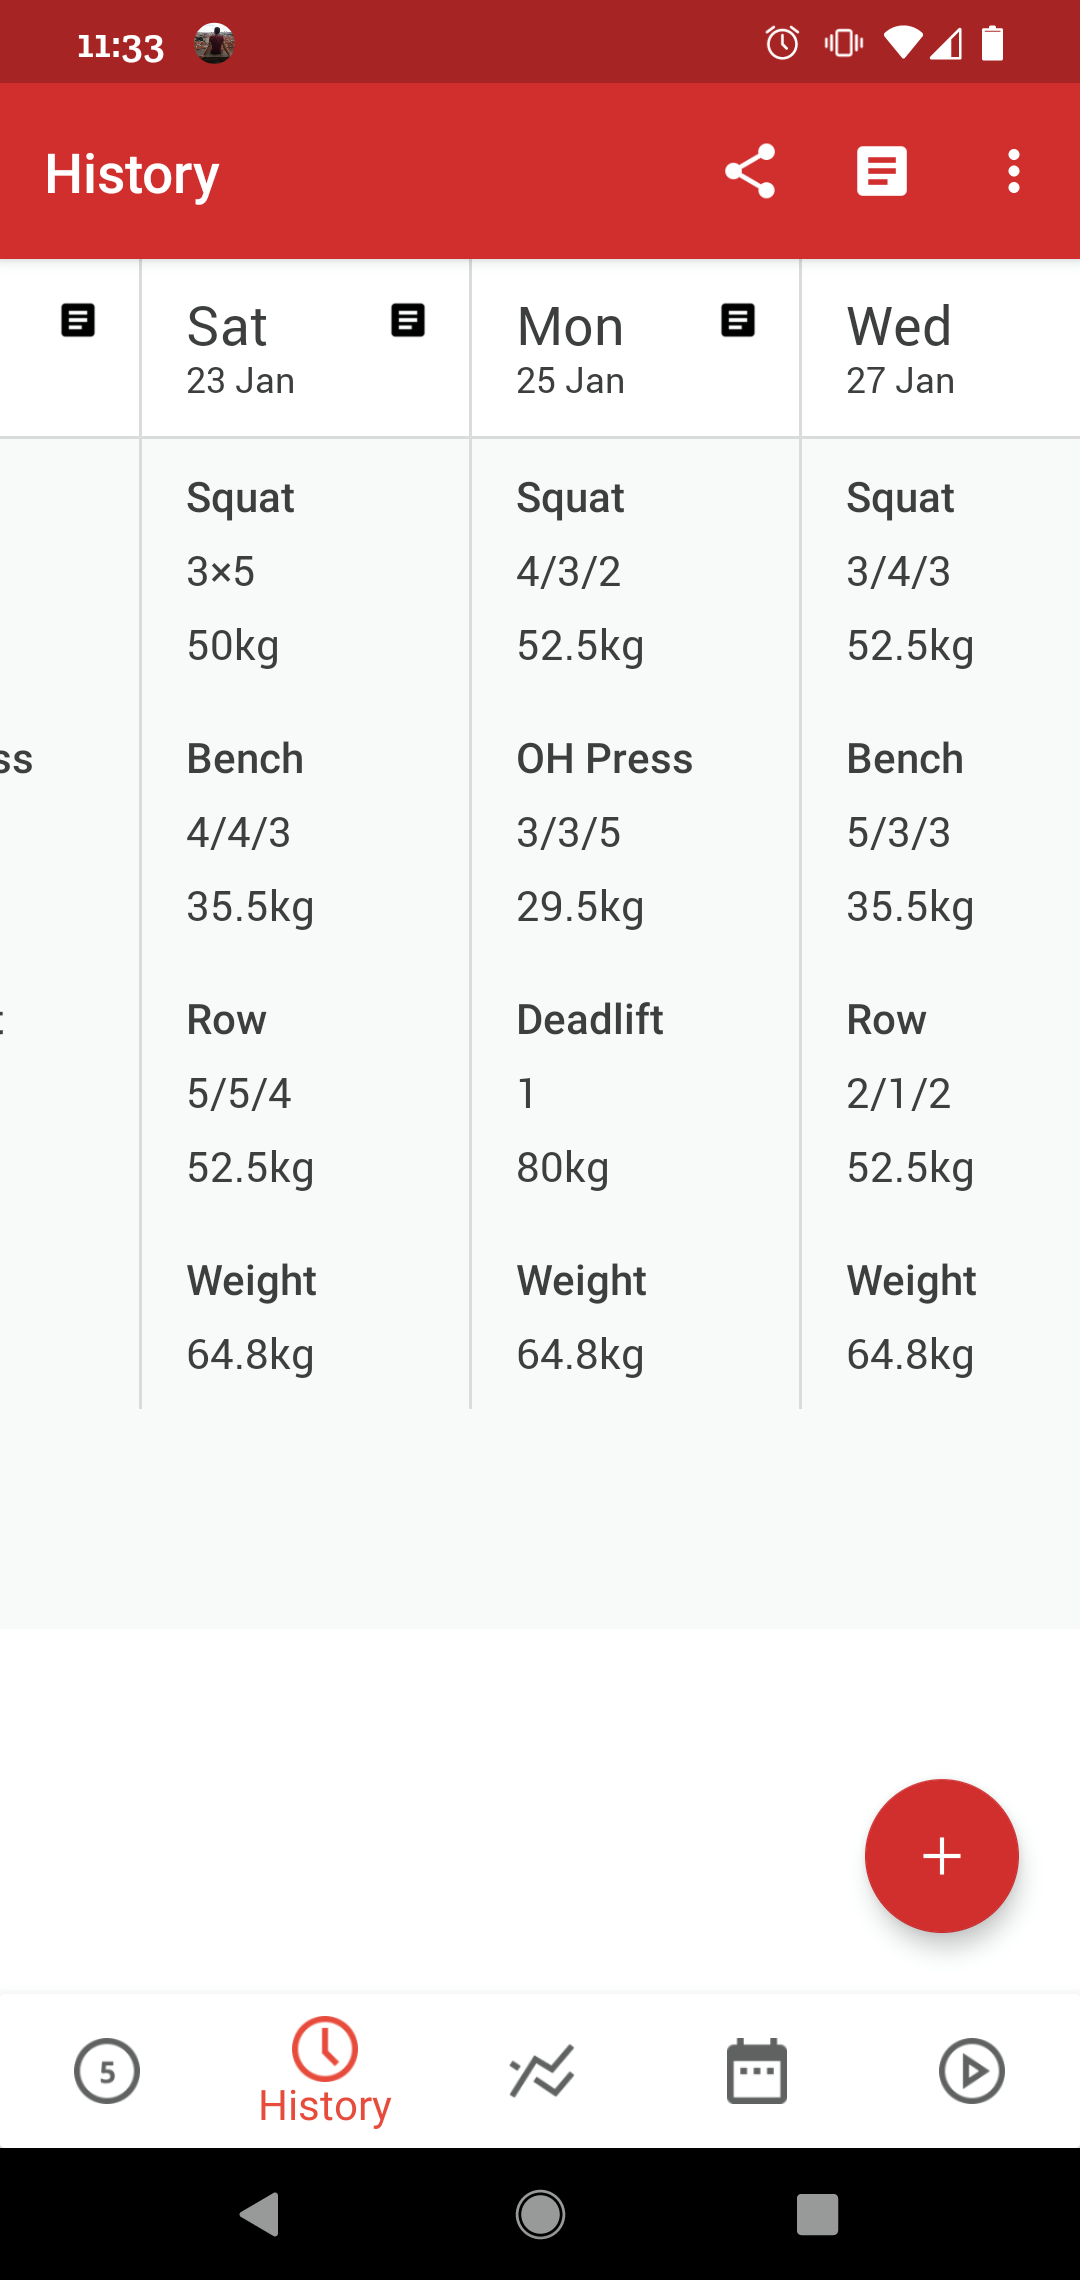 11:33
History
Sat
23 Jan
Squat
3×5
50kg
Bench
4/4/3
35.5kg
Row
5/5/4
52.5kg
Weight
64.8kg
Mon
25 Jan
Squat
4/3/2
52.5kg
OH Press
3/3/5
29.5kg
Deadlift
1
80kg
Weight
64.8kg
Wed
27 Jan
Squat
3/4/3
52.5kg
Bench
5/3/3
35.5kg
Row
2/1/2
52.5kg
Weight
64.8kg
5
History